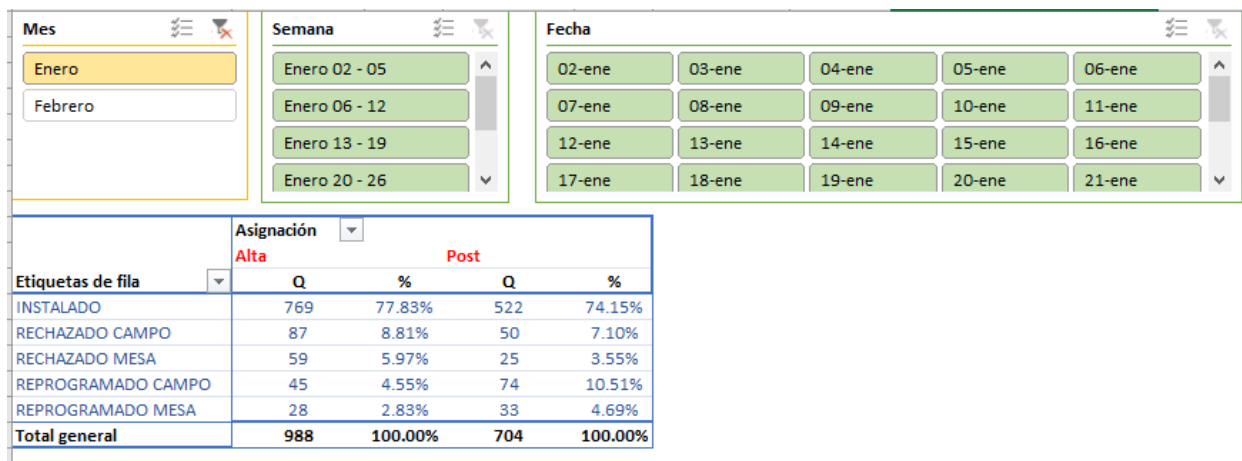 Mes Semana Fecha
Enero Enero 02 - 05 02-ene 03-ene 04-ene 05-ene 06-ene
Febrero Enero 06 - 12 07-ene 08-ene 09-ene 10-ene 11-ene
Enero 13 - 19 12-ene 13-ene 14-ene 15-ene 16-ene
Enero 20 - 26 17-ene 18-ene 19-ene 20-ene 21-ene
Asignación
Alta Post
Etiquetas de fila Q % Q %
INSTALADO 769 77.83% 522 74.15%
RECHAZADO CAMPO 87 8.81% 50 7.10%
RECHAZADO MESA 59 5.97% 25 3.55%
REPROGRAMADO CAMPO 45 4.55% 74 10.51%
REPROGRAMADO MESA 28 2.83% 33 4.69%
Total general 988 100.00% 704 100.00%